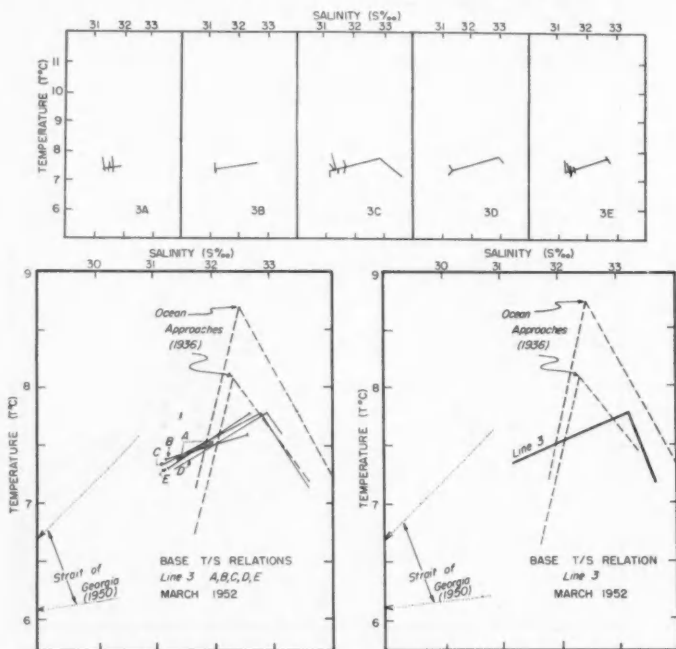 SALINITY (S‰)
31 32 33 31 32 33 31 32 33 31 32 33 31 32 33
TEMPERATURE (T°C)
11
10
9
8
7
6
3A 3B 3C 3D 3E
SALINITY (S‰)
30 31 32 33
TEMPERATURE (T°C)
9
8
7
6
Ocean
Approaches
(1936)
A
B
C
D
E
Strait of
Georgia
(1950)
BASE T/S RELATIONS
Line 3 A,B,C,D,E
MARCH 1952
SALINITY (S‰)
30 31 32 33
TEMPERATURE (T°C)
9
8
7
6
Ocean
Approaches
(1936)
Line 3
Strait of
Georgia
(1950)
BASE T/S RELATION
Line 3
MARCH 1952